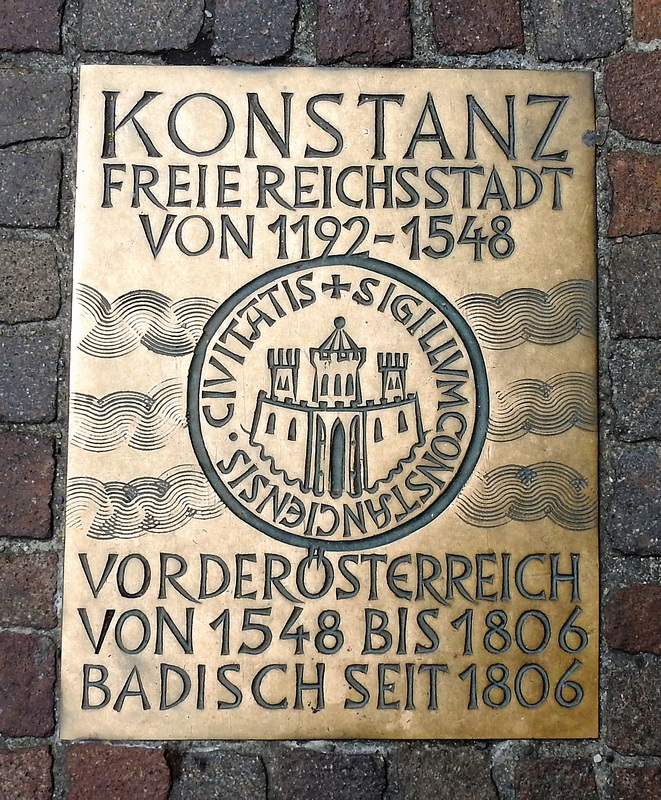 KONSTANZ
FREIE REICHSSTADT
VON 1192-1548
+ SIGILLVM CONSTANCIENSIS · CIVITATIS
VORDERÖSTERREICH
VON 1548 BIS 1806
BADISCH SEIT 1806